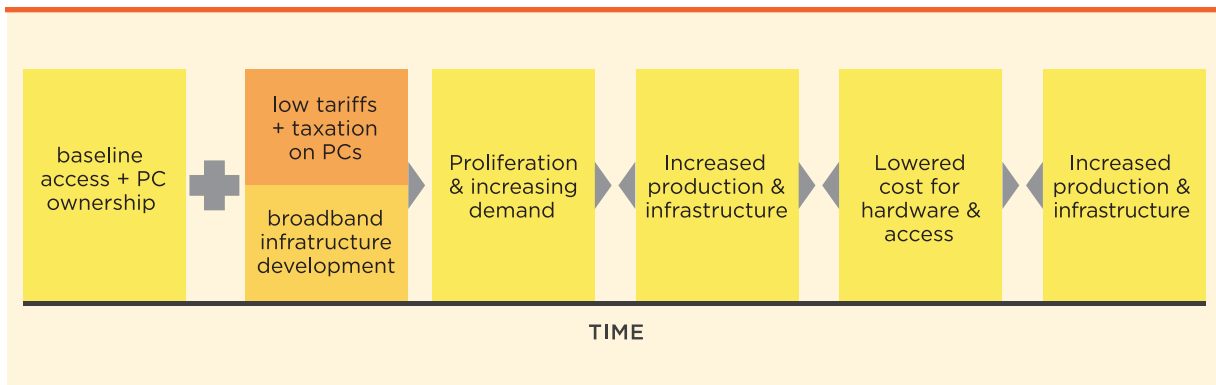 baseline
access + PC
ownership
low tariffs
+ taxation
on PCs
broadband
infratructure
development
Proliferation
& increasing
demand
Increased
production &
infrastructure
Lowered
cost for
hardware &
access
Increased
production &
infrastructure
TIME